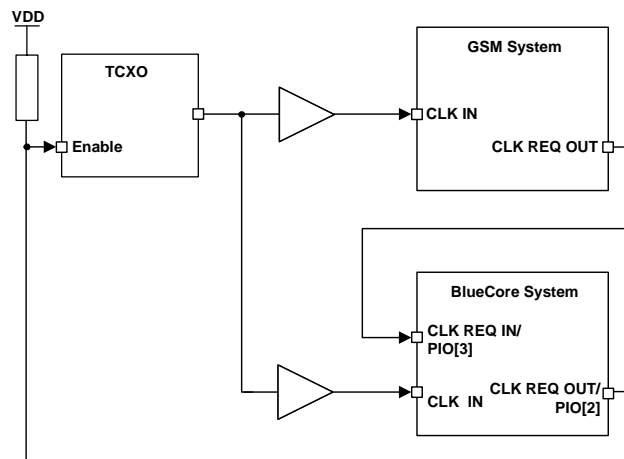 VDD
TCXO
Enable
GSM System
CLK IN
CLK REQ OUT
BlueCore System
CLK REQ IN/
PIO[3]
CLK IN
CLK REQ OUT/
PIO[2]